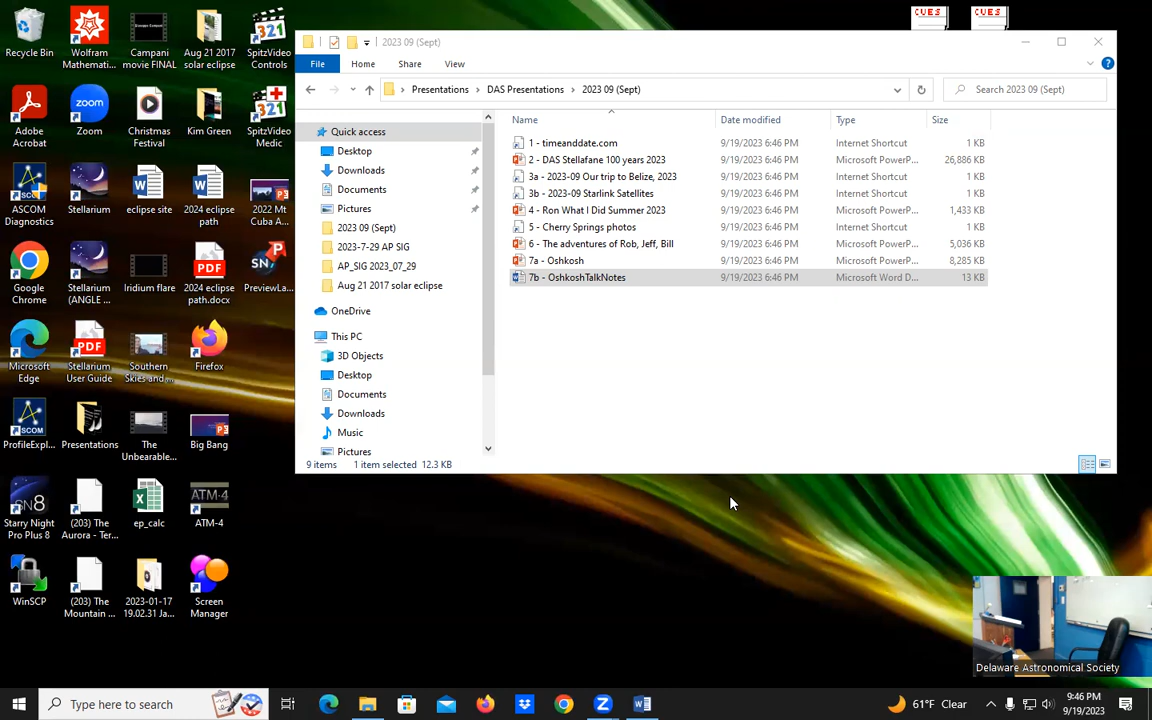 Recycle Bin
Wolfram
Mathemati...
Campani
movie FINAL
Aug 21 2017
solar eclipse
SpitzVideo
Controls
CUES
CUES
Adobe
Acrobat
Zoom
Christmas
Festival
Kim Green
SpitzVideo
Medic
ASCOM
Diagnostics
Stellarium
eclipse site
2024 eclipse
path
2022 Mt
Cuba A...
Google
Chrome
Stellarium
(ANGLE ...
Iridium flare
2024 eclipse
path.docx
PreviewLa...
Microsoft
Edge
Stellarium
User Guide
Southern
Skies and ...
Firefox
ProfileExpl...
Presentations
The
Unbearable...
Big Bang
Starry Night
Pro Plus 8
(203) The
Aurora - Ter...
ep_calc
ATM-4
WinSCP
(203) The
Mountain ...
2023-01-17
19.02.31 Ja...
Screen
Manager
2023 09 (Sept)
File Home Share View
Presentations > DAS Presentations > 2023 09 (Sept)
Search 2023 09 (Sept)
Quick access
Desktop
Downloads
Documents
Pictures
2023 09 (Sept)
2023-7-29 AP SIG
AP_SIG 2023_07_29
Aug 21 2017 solar eclipse
OneDrive
This PC
3D Objects
Desktop
Documents
Downloads
Music
Pictures
Name Date modified Type Size
1 - timeanddate.com 9/19/2023 6:46 PM Internet Shortcut 1 KB
2 - DAS Stellafane 100 years 2023 9/19/2023 6:46 PM Microsoft PowerP... 26,886 KB
3a - 2023-09 Our trip to Belize, 2023 9/19/2023 6:46 PM Internet Shortcut 1 KB
3b - 2023-09 Starlink Satellites 9/19/2023 6:46 PM Internet Shortcut 1 KB
4 - Ron What I Did Summer 2023 9/19/2023 6:46 PM Microsoft PowerP... 1,433 KB
5 - Cherry Springs photos 9/19/2023 6:46 PM Internet Shortcut 1 KB
6 - The adventures of Rob, Jeff, Bill 9/19/2023 6:46 PM Microsoft PowerP... 5,036 KB
7a - Oshkosh 9/19/2023 6:46 PM Microsoft PowerP... 8,285 KB
7b - OshkoshTalkNotes 9/19/2023 6:46 PM Microsoft Word D... 13 KB
9 items 1 item selected 12.3 KB
Delaware Astronomical Society
Type here to search
61°F Clear
9:46 PM
9/19/2023